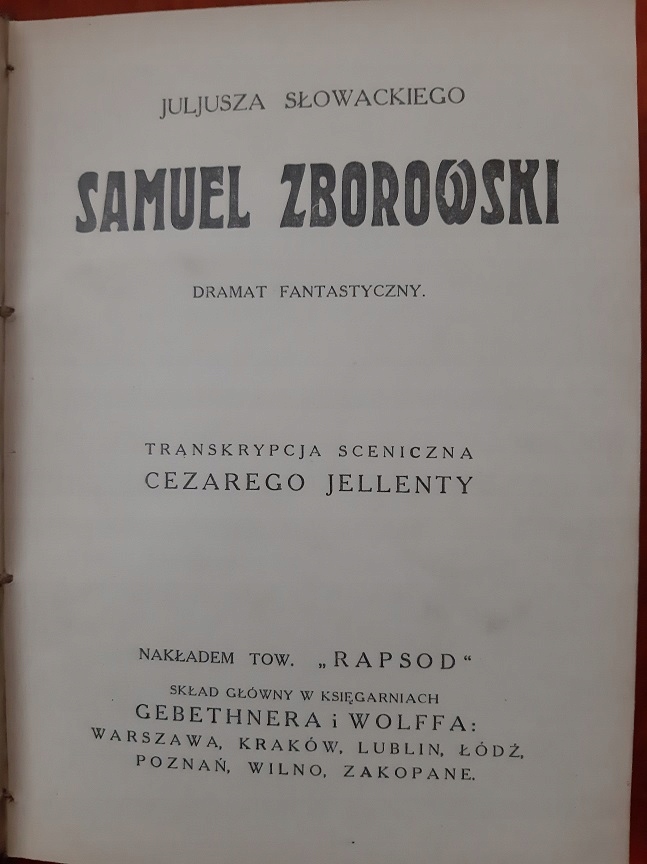 JULJUSZA SŁOWACKIEGO
SAMUEL ZBOROWSKI
DRAMAT FANTASTYCZNY.
TRANSKRYPCJA SCENICZNA
CEZAREGO JELLENTY
NAKŁADEM TOW. „RAPSOD“
SKŁAD GŁÓWNY W KSIĘGARNIACH
GEBETHNERA i WOLFFA:
WARSZAWA, KRAKÓW, LUBLIN, ŁÓDŹ,
POZNAŃ, WILNO, ZAKOPANE.